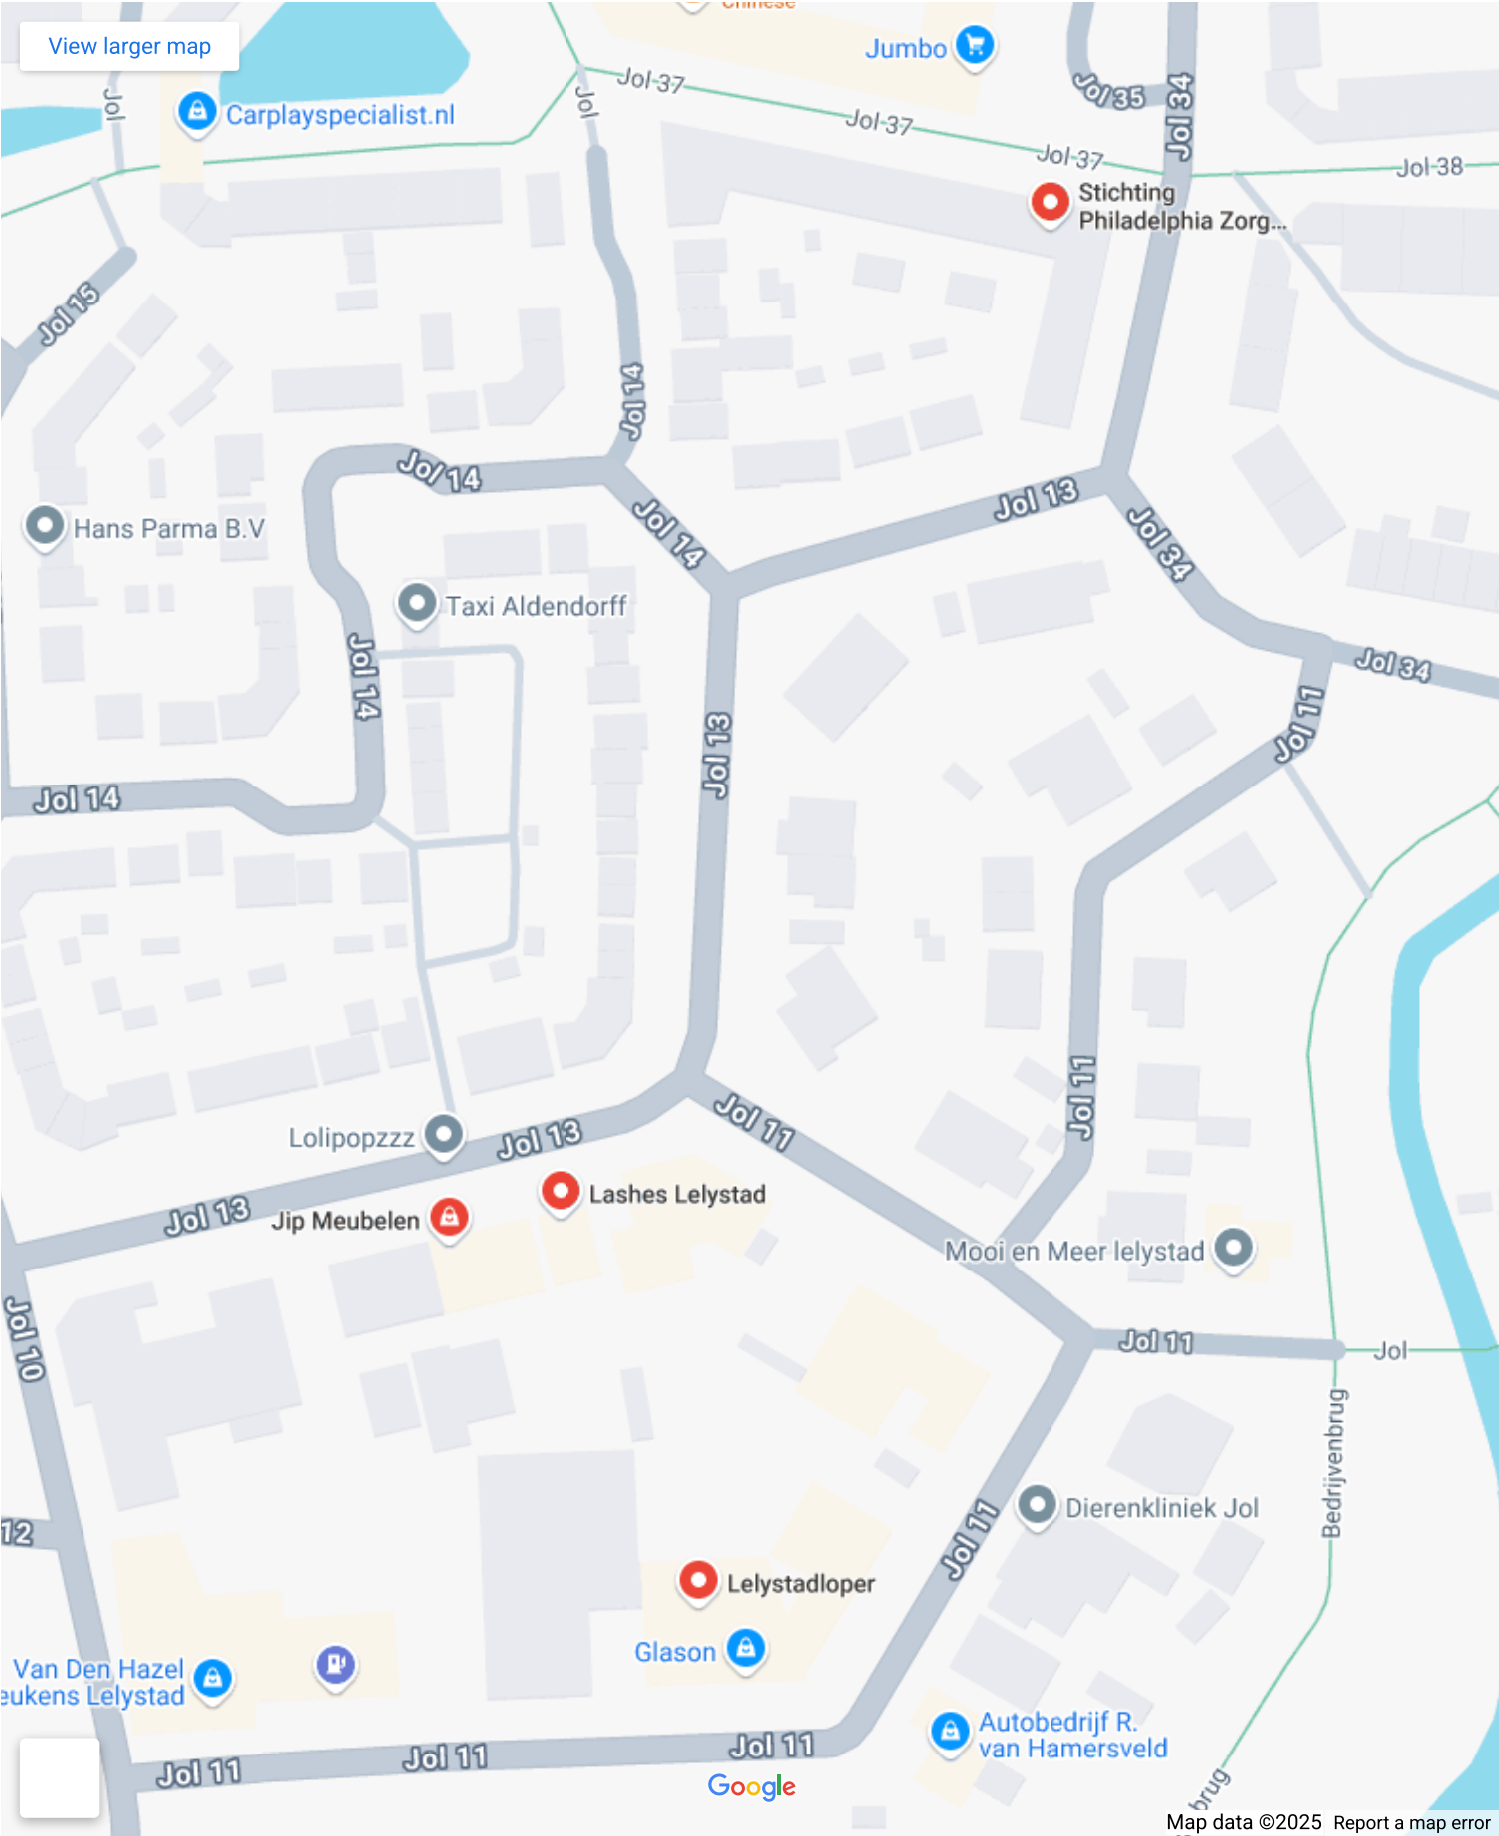 Chinese
View larger map
Jumbo
Jol 37
Jol
Jol
Jol 35
Jol 34
Carplayspecialist.nl
Jol 37
Jol 37
Jol 38
Stichting
Philadelphia Zorg...
Jol 15
Jol 14
Jol 14
Jol 13
Jol 14
Jol 34
Hans Parma B.V
Taxi Aldendorff
Jol 14
Jol 34
Jol 11
Jol 13
Jol 14
Jol 11
Jol 11
Lolipopzzz
Jol 13
Lashes Lelystad
Jol 13
Jip Meubelen
Mooi en Meer lelystad
Jol 10
Jol 11
Jol
Bedrijvenbrug
Dierenkliniek Jol
12
Jol 11
Lelystadloper
Glason
Van Den Hazel
eukens Lelystad
Autobedrijf R.
van Hamersveld
Jol 11
Jol 11
Jol 11
Google
brug
Map data ©2025
Report a map error